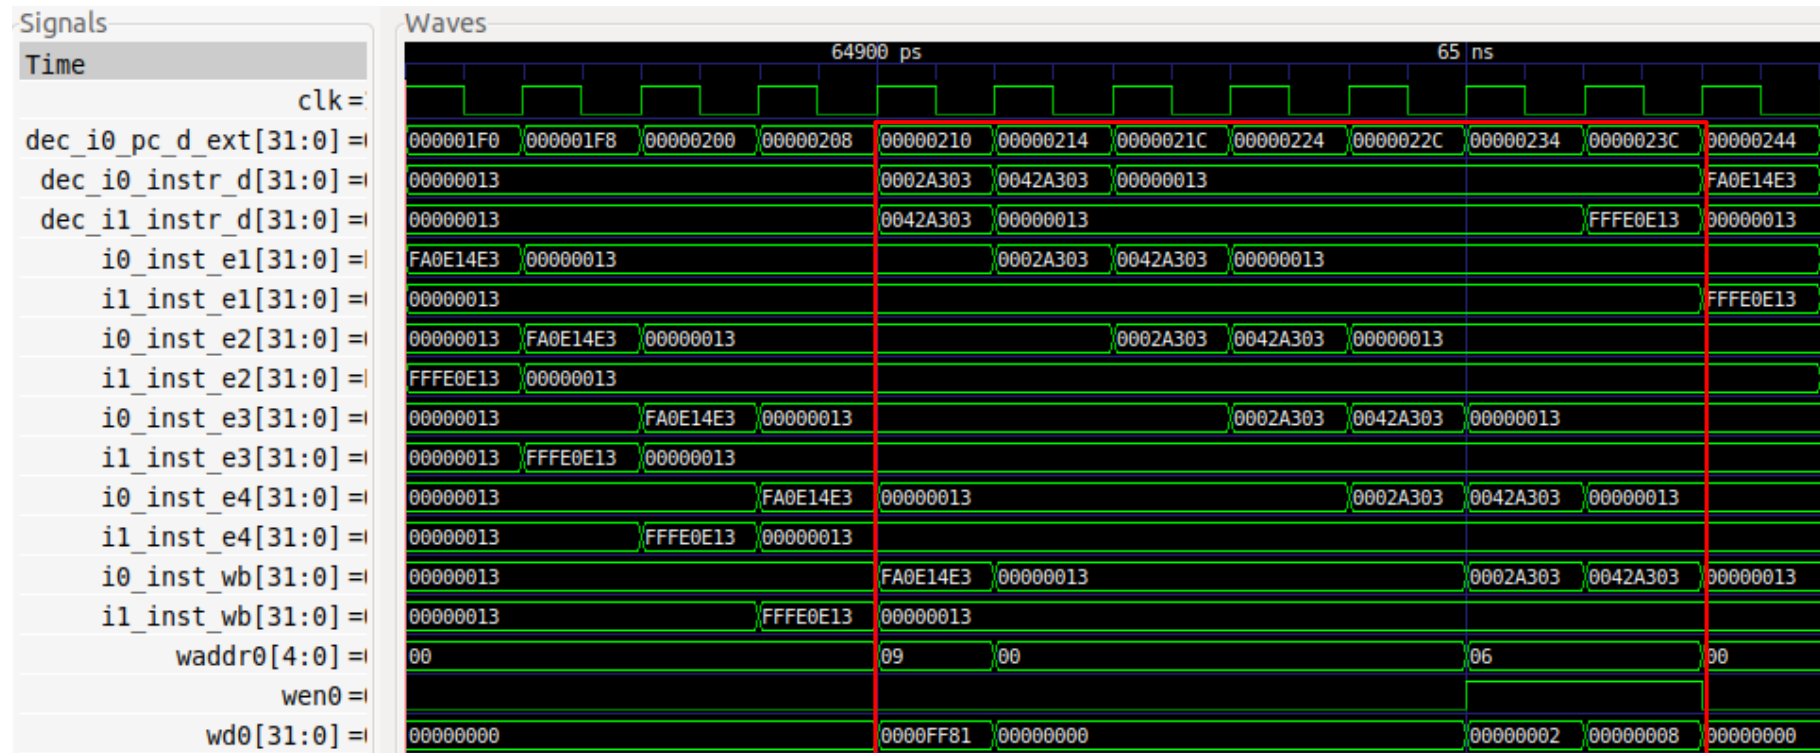 Signals Waves
Time 64900 ps 65 ns
clk =
dec_i0_pc_d_ext[31:0] = 000001F0 000001F8 00000200 00000208 00000210 00000214 0000021C 00000224 0000022C 00000234 0000023C 00000244
dec_i0_instr_d[31:0] = 00000013 0002A303 0042A303 00000013 FA0E14E3
dec_i1_instr_d[31:0] = 00000013 0042A303 00000013 FFFE0E13 00000013
i0_inst_e1[31:0] = FA0E14E3 00000013 0002A303 0042A303 00000013
i1_inst_e1[31:0] = 00000013 FFFE0E13
i0_inst_e2[31:0] = 00000013 FA0E14E3 00000013 0002A303 0042A303 00000013
i1_inst_e2[31:0] = FFFE0E13 00000013
i0_inst_e3[31:0] = 00000013 FA0E14E3 00000013 0002A303 0042A303 00000013
i1_inst_e3[31:0] = 00000013 FFFE0E13 00000013
i0_inst_e4[31:0] = 00000013 FA0E14E3 00000013 0002A303 0042A303 00000013
i1_inst_e4[31:0] = 00000013 FFFE0E13 00000013
i0_inst_wb[31:0] = 00000013 FA0E14E3 00000013 0002A303 0042A303 00000013
i1_inst_wb[31:0] = 00000013 FFFE0E13 00000013
waddr0[4:0] = 00 09 00 06 00
wen0 =
wd0[31:0] = 00000000 0000FF81 00000000 00000002 00000008 00000000